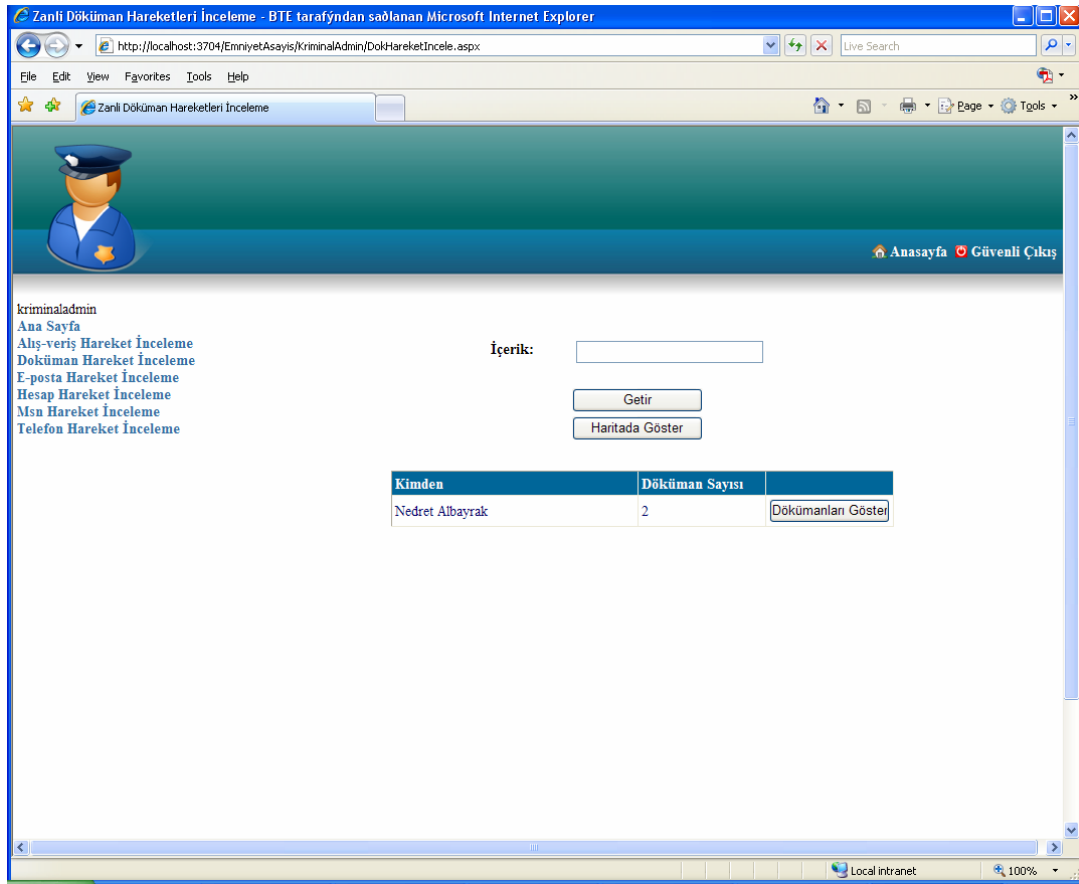 Zanli Döküman Hareketleri İnceleme - BTE tarafýndan saðlanan Microsoft Internet Explorer
http://localhost:3704/EmniyetAsayis/KriminalAdmin/DokHareketIncele.aspx
Live Search
File Edit View Favorites Tools Help
Zanli Döküman Hareketleri İnceleme
Page Tools »
Anasayfa Güvenli Çıkış
kriminaladmin
Ana Sayfa
Alış-veriş Hareket İnceleme
Doküman Hareket İnceleme
E-posta Hareket İnceleme
Hesap Hareket İnceleme
Msn Hareket İnceleme
Telefon Hareket İnceleme
İçerik:
Getir
Haritada Göster
Kimden Döküman Sayısı
Nedret Albayrak 2 Dökümanları Göster
Local intranet 100%